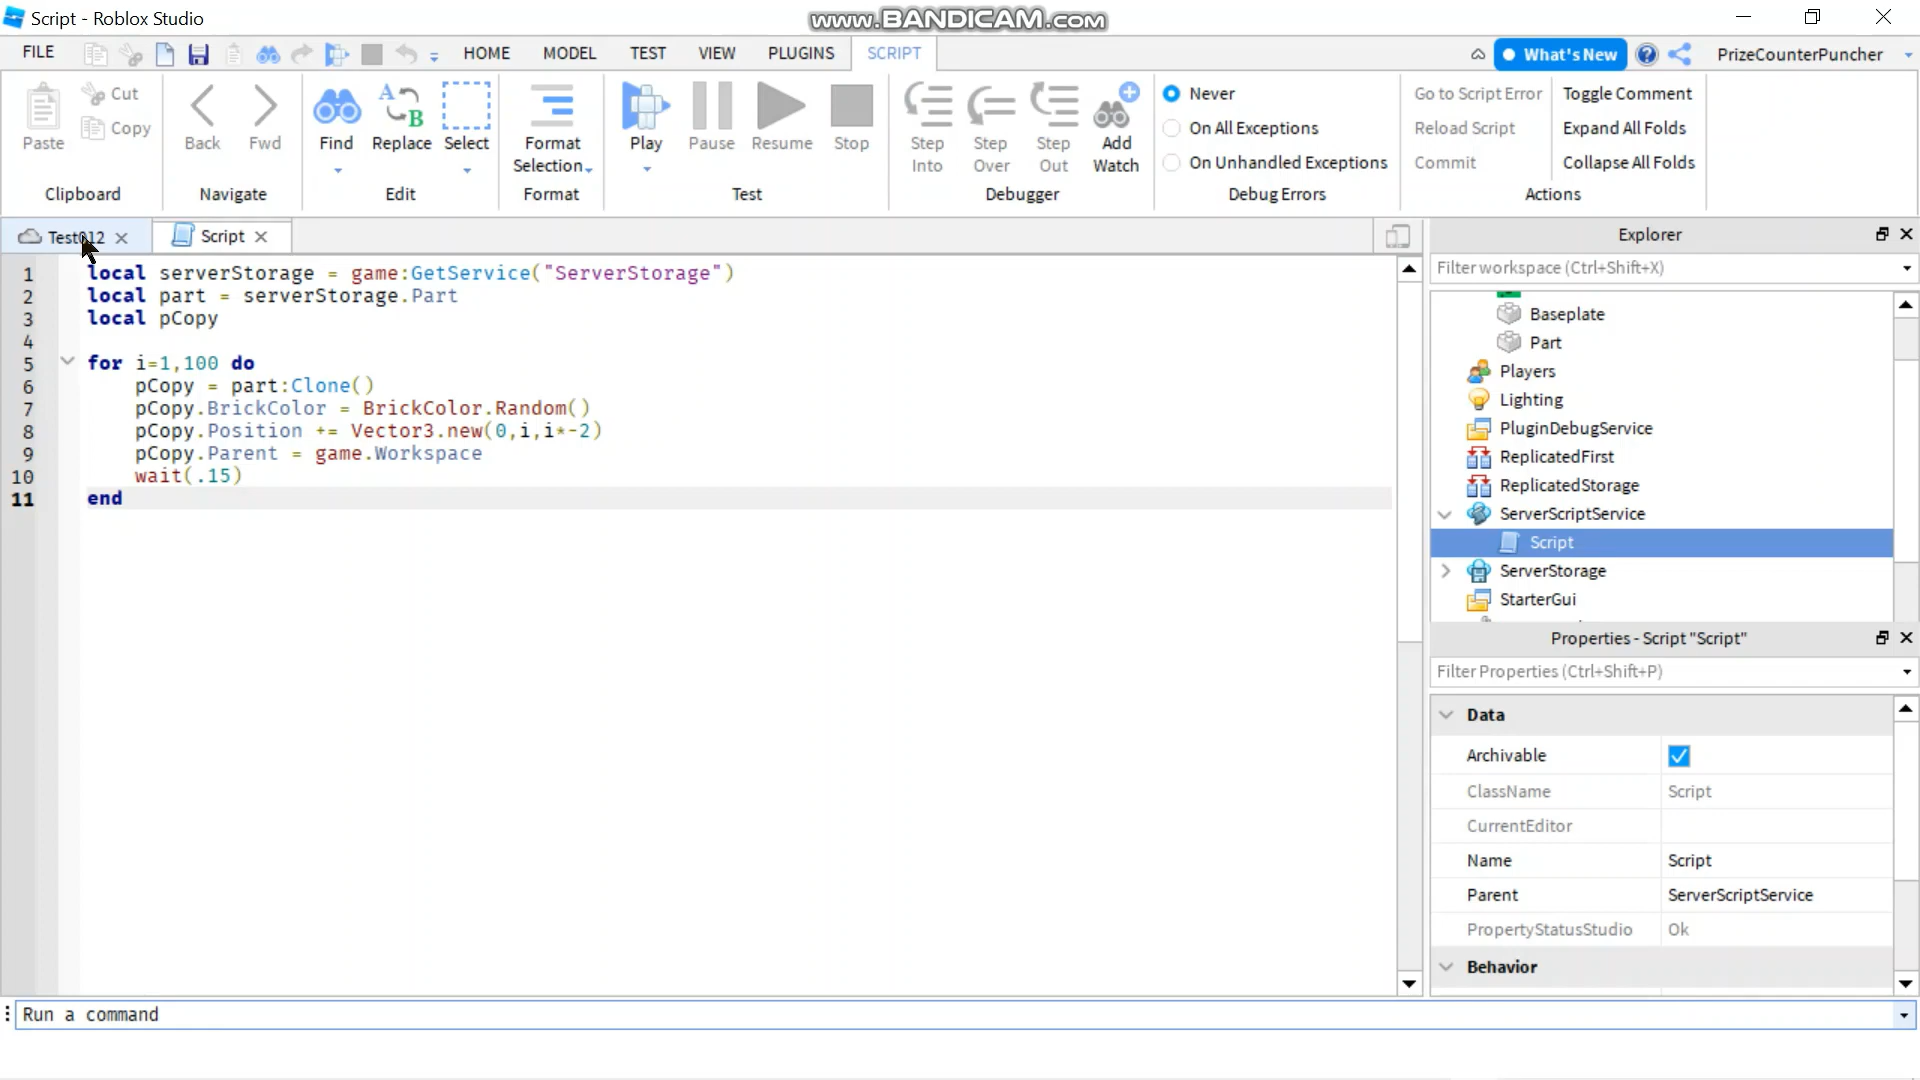 Script - Roblox Studio
www.BANDICAM.com
FILE
HOME
MODEL
TEST
VIEW
PLUGINS
SCRIPT
What's New
PrizeCounterPuncher
Paste
Cut
Copy
Clipboard
Back
Fwd
Navigate
Find
Replace
Select
Edit
Format
Selection
Format
Play
Pause
Resume
Stop
Test
Step
Into
Step
Over
Step
Out
Add
Watch
Debugger
Never
On All Exceptions
On Unhandled Exceptions
Debug Errors
Go to Script Error
Reload Script
Commit
Toggle Comment
Expand All Folds
Collapse All Folds
Actions
Test012
Script
1 local serverStorage = game:GetService("ServerStorage")
2 local part = serverStorage.Part
3 local pCopy
4
5 for i=1,100 do
6 pCopy = part:Clone()
7 pCopy.BrickColor = BrickColor.Random()
8 pCopy.Position += Vector3.new(0,i,i*-2)
9 pCopy.Parent = game.Workspace
10 wait(.15)
11 end
Explorer
Filter workspace (Ctrl+Shift+X)
Baseplate
Part
Players
Lighting
PluginDebugService
ReplicatedFirst
ReplicatedStorage
ServerScriptService
Script
ServerStorage
StarterGui
Properties - Script "Script"
Filter Properties (Ctrl+Shift+P)
Data
Archivable
ClassName Script
CurrentEditor
Name Script
Parent ServerScriptService
PropertyStatusStudio Ok
Behavior
Run a command